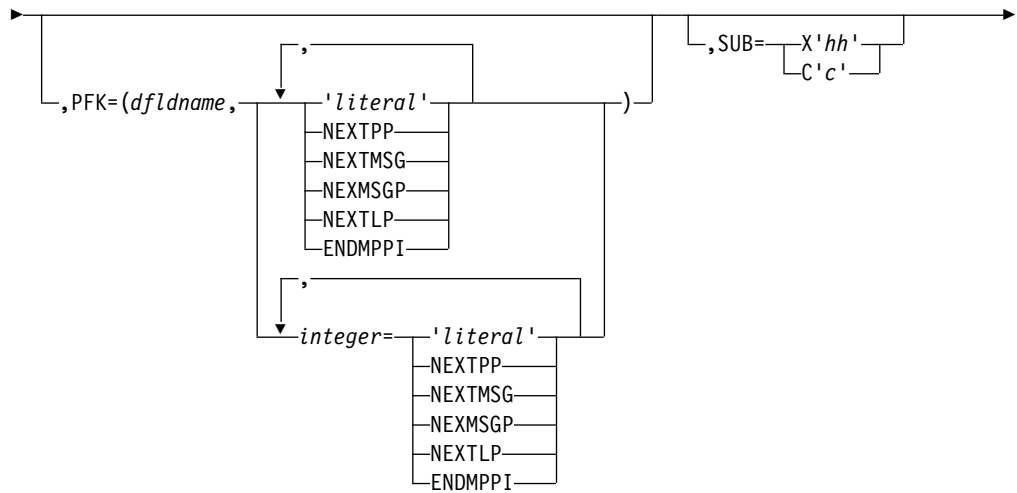 ,SUB= X'hh'
C'c'
,
,PFK=(dfldname, 'literal' )
NEXTPP
NEXTMSG
NEXMSGP
NEXTLP
ENDMPPI
,
integer= 'literal'
NEXTPP
NEXTMSG
NEXMSGP
NEXTLP
ENDMPPI